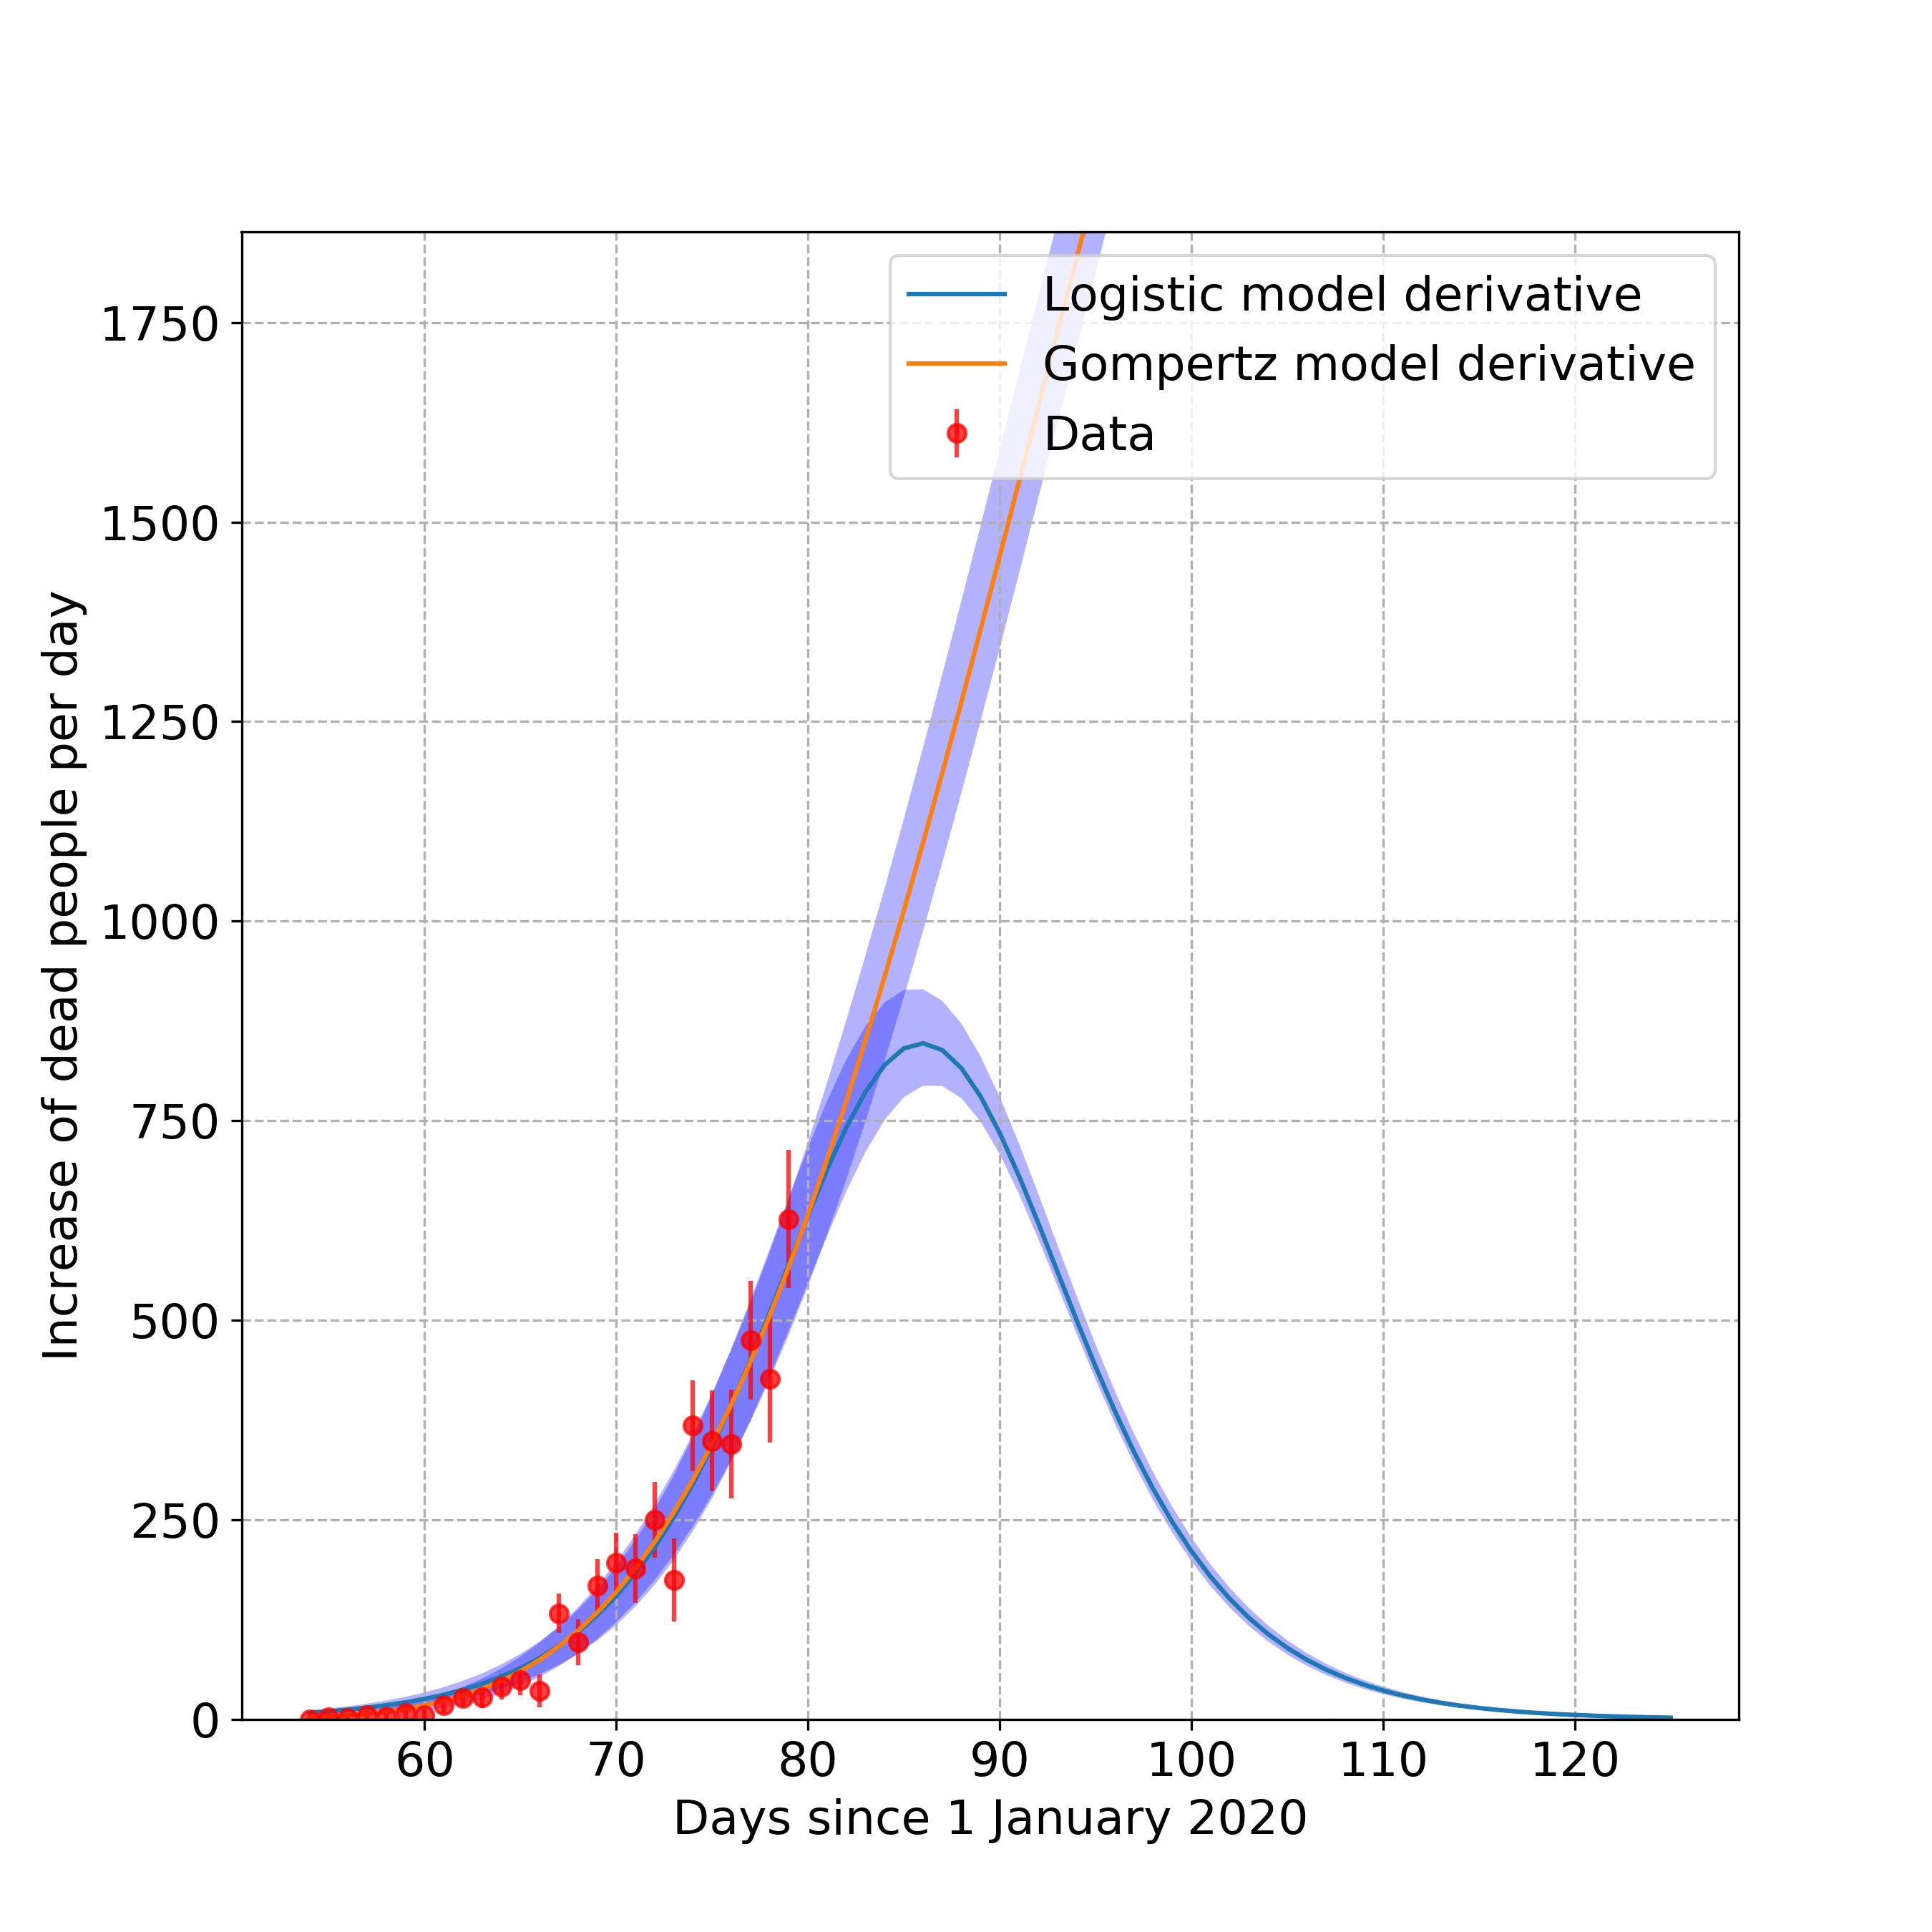 Logistic model derivative
Gompertz model derivative
Data
1750
1500
1250
1000
750
500
250
0
Increase of dead people per day
60 70 80 90 100 110 120
Days since 1 January 2020